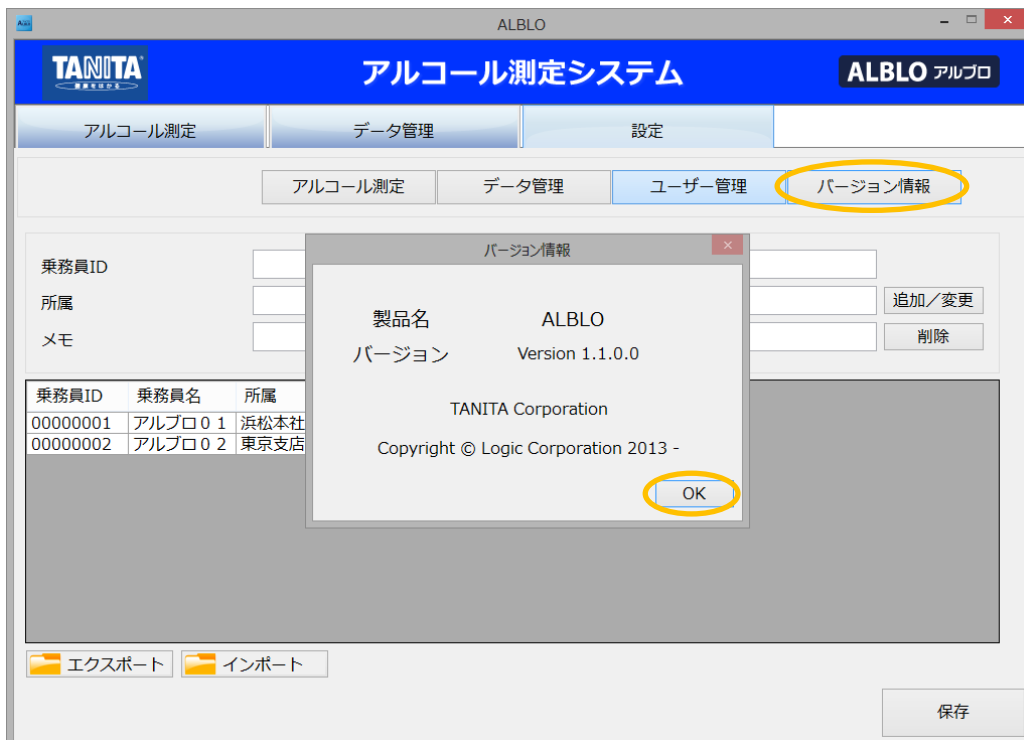 ALBLO
TANITA
健康をはかる
アルコール測定システム
ALBLO アルブロ
アルコール測定 データ管理 設定
アルコール測定 データ管理 ユーザー管理 バージョン情報
バージョン情報
乗務員ID
所属
追加／変更
メモ
削除
製品名 ALBLO
バージョン Version 1.1.0.0
TANITA Corporation
Copyright © Logic Corporation 2013 -
OK
乗務員ID 乗務員名 所属
00000001 アルブロ０１ 浜松本社
00000002 アルブロ０２ 東京支店
エクスポート インポート
保存